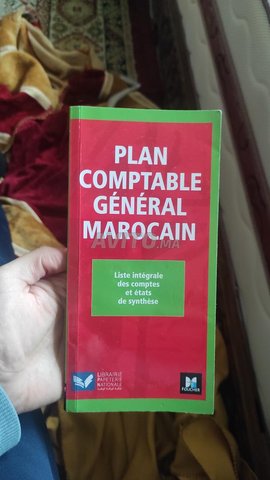 PLAN
COMPTABLE
GÉNÉRAL
MAROCAIN
AVITO.MA
Liste intégrale
des comptes
et états
de synthèse
LIBRAIRIE
PAPETERIE
NATIONALE
FOUCHER